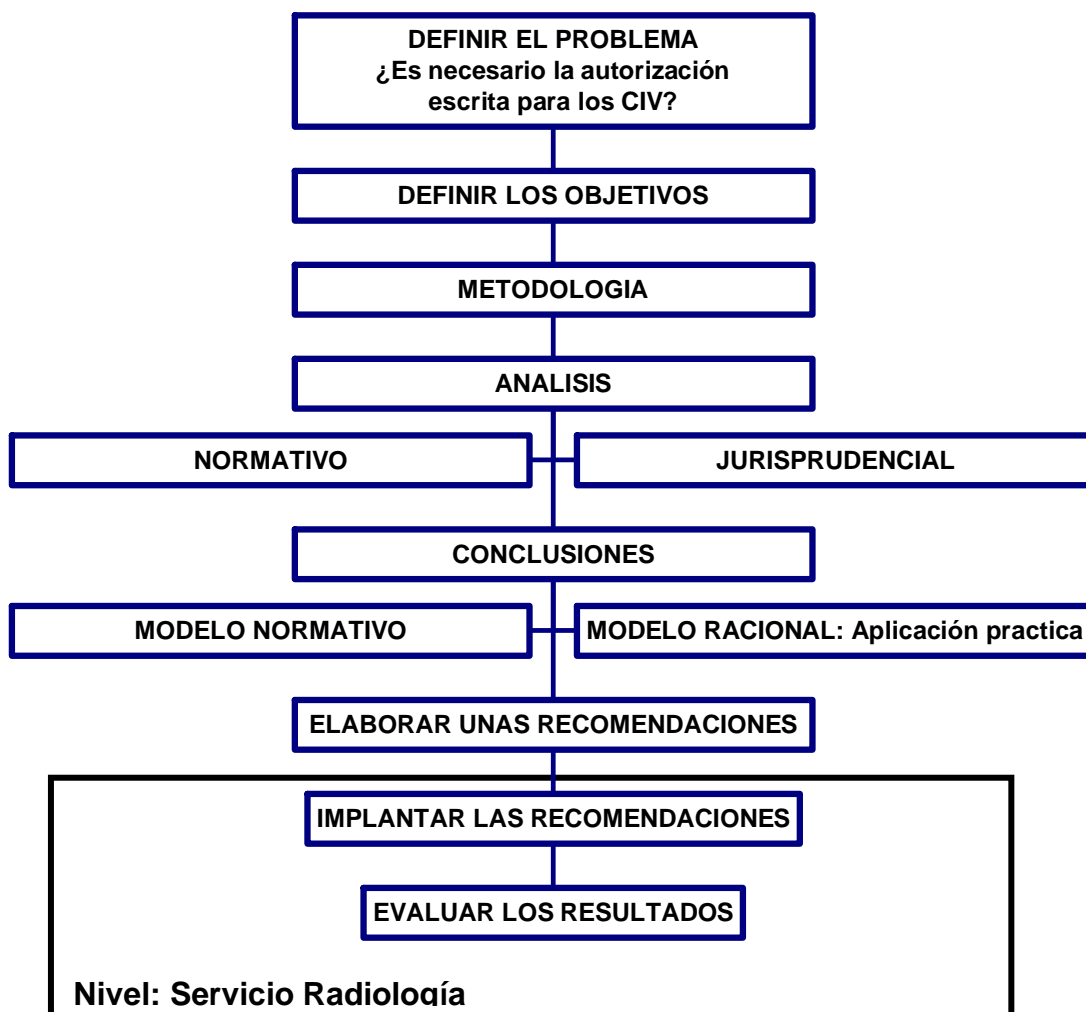 DEFINIR EL PROBLEMA
¿Es necesario la autorización
escrita para los CIV?
DEFINIR LOS OBJETIVOS
METODOLOGIA
ANALISIS
NORMATIVO
JURISPRUDENCIAL
CONCLUSIONES
MODELO NORMATIVO
MODELO RACIONAL: Aplicación practica
ELABORAR UNAS RECOMENDACIONES
IMPLANTAR LAS RECOMENDACIONES
EVALUAR LOS RESULTADOS
Nivel: Servicio Radiología